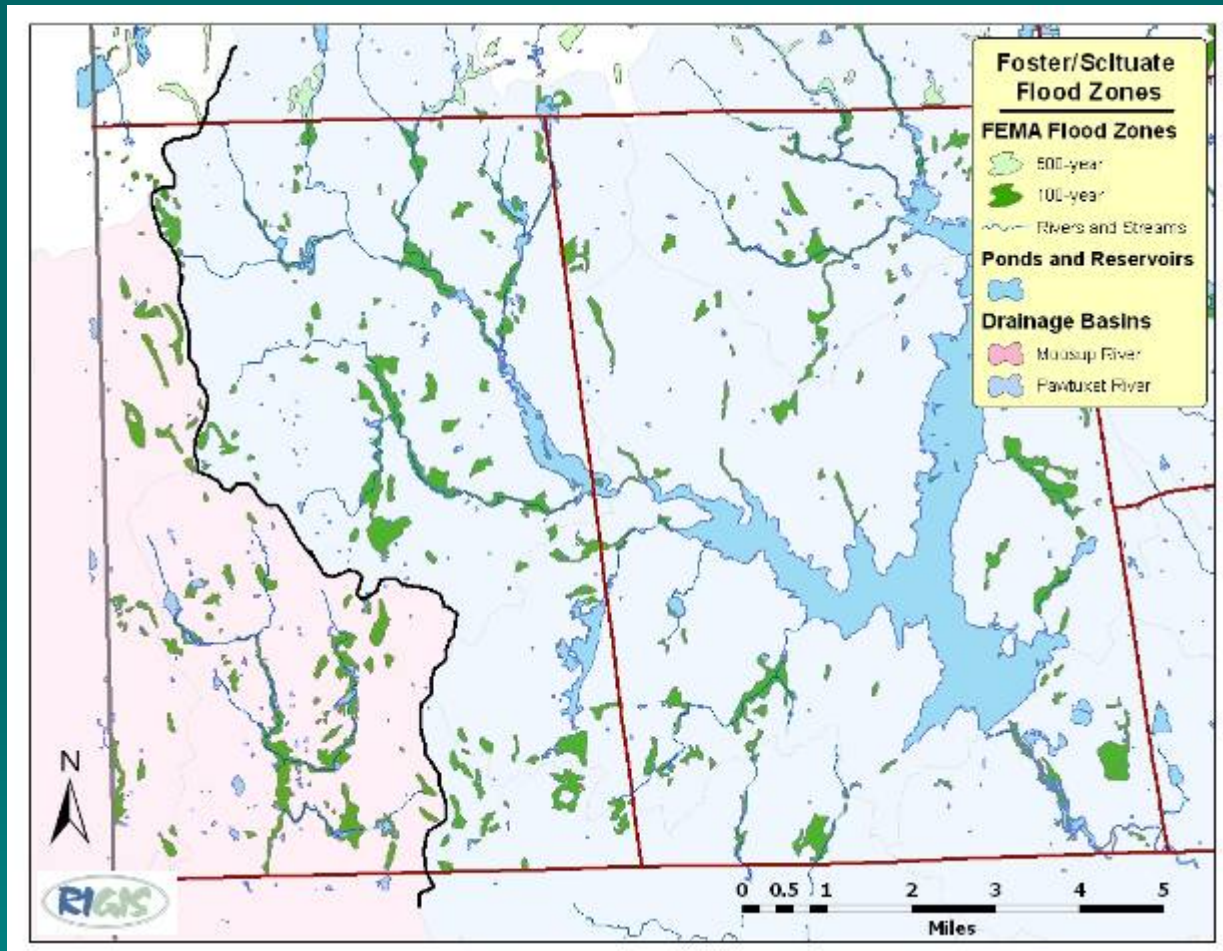 Foster/Scituate
Flood Zones
FEMA Flood Zones
500-year
100-year
Rivers and Streams
Ponds and Reservoirs
Drainage Basins
Moosup River
Pawtuxet River
N
RIGIS
0 0.5 1 2 3 4 5
Miles